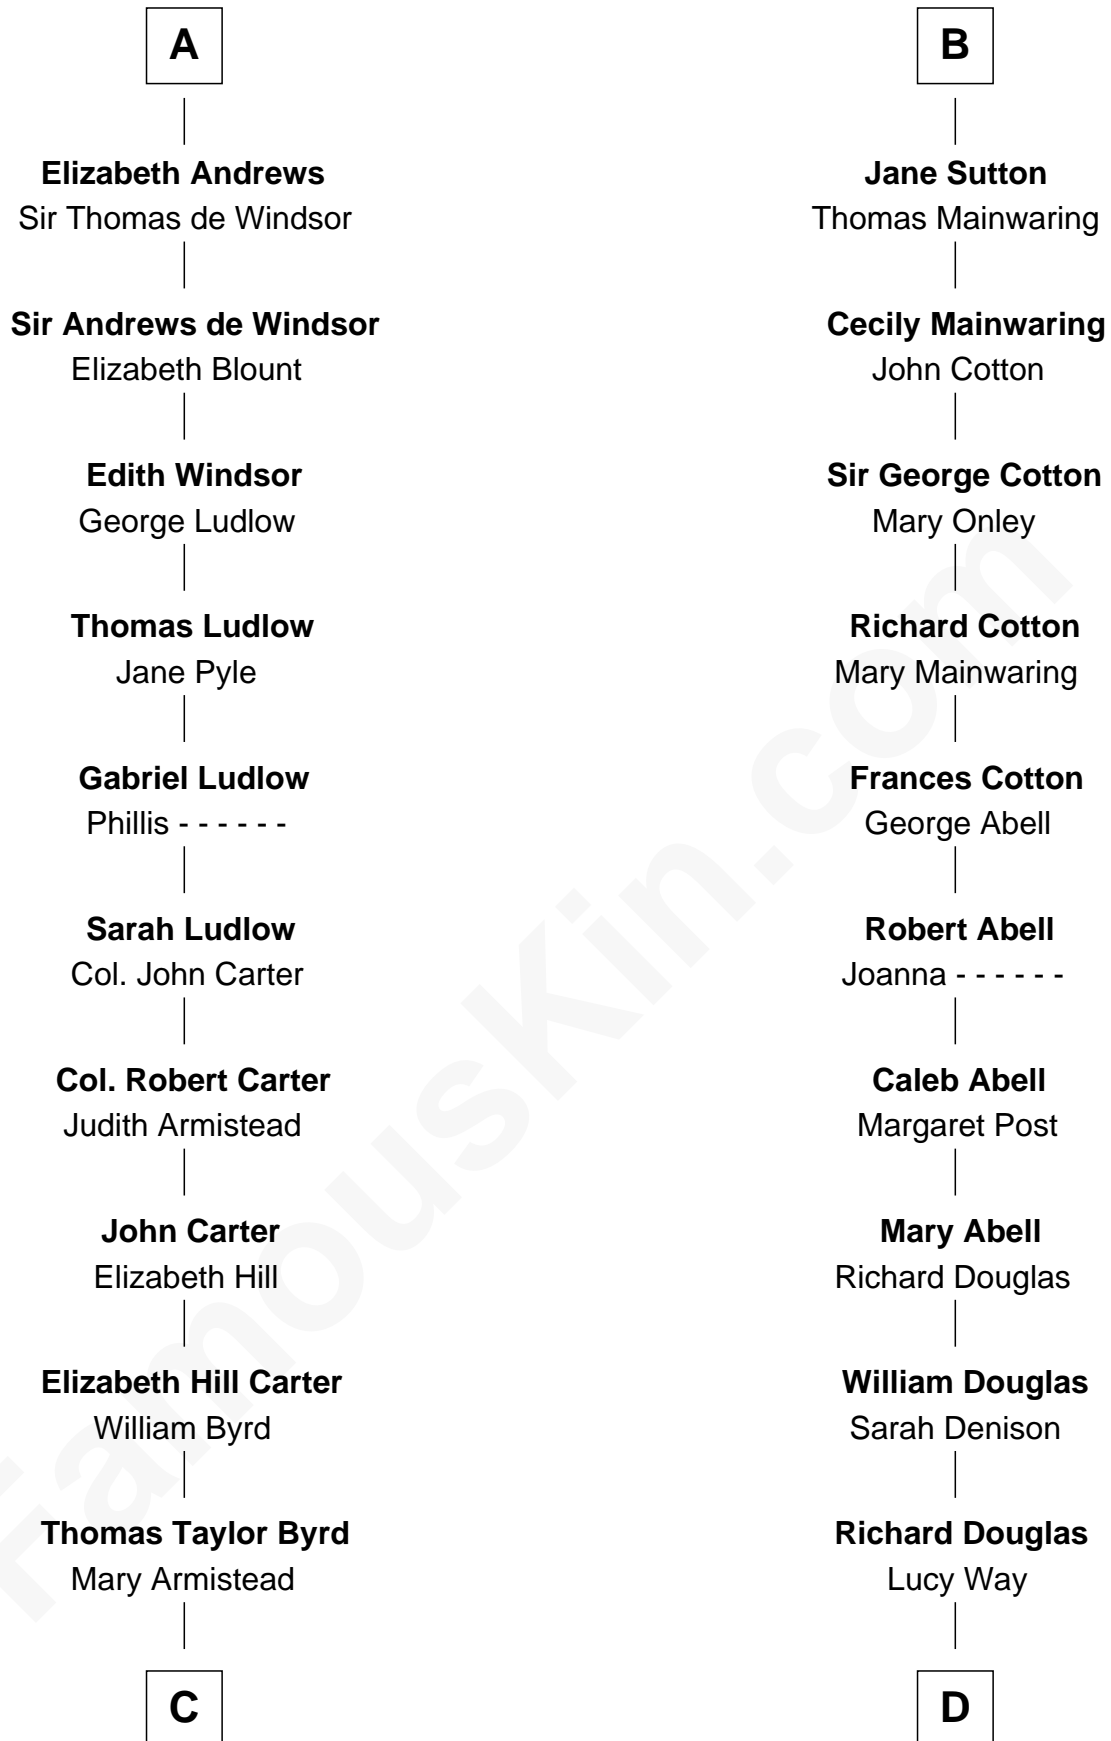 A
Elizabeth Andrews
Sir Thomas de Windsor
Sir Andrews de Windsor
Elizabeth Blount
Edith Windsor
George Ludlow
Thomas Ludlow
Jane Pyle
Gabriel Ludlow
Phillis - - - - - -
Sarah Ludlow
Col. John Carter
Col. Robert Carter
Judith Armistead
John Carter
Elizabeth Hill
Elizabeth Hill Carter
William Byrd
Thomas Taylor Byrd
Mary Armistead
C
B
Jane Sutton
Thomas Mainwaring
Cecily Mainwaring
John Cotton
Sir George Cotton
Mary Onley
Richard Cotton
Mary Mainwaring
Frances Cotton
George Abell
Robert Abell
Joanna - - - - - -
Caleb Abell
Margaret Post
Mary Abell
Richard Douglas
William Douglas
Sarah Denison
Richard Douglas
Lucy Way
D
FamousKin.com